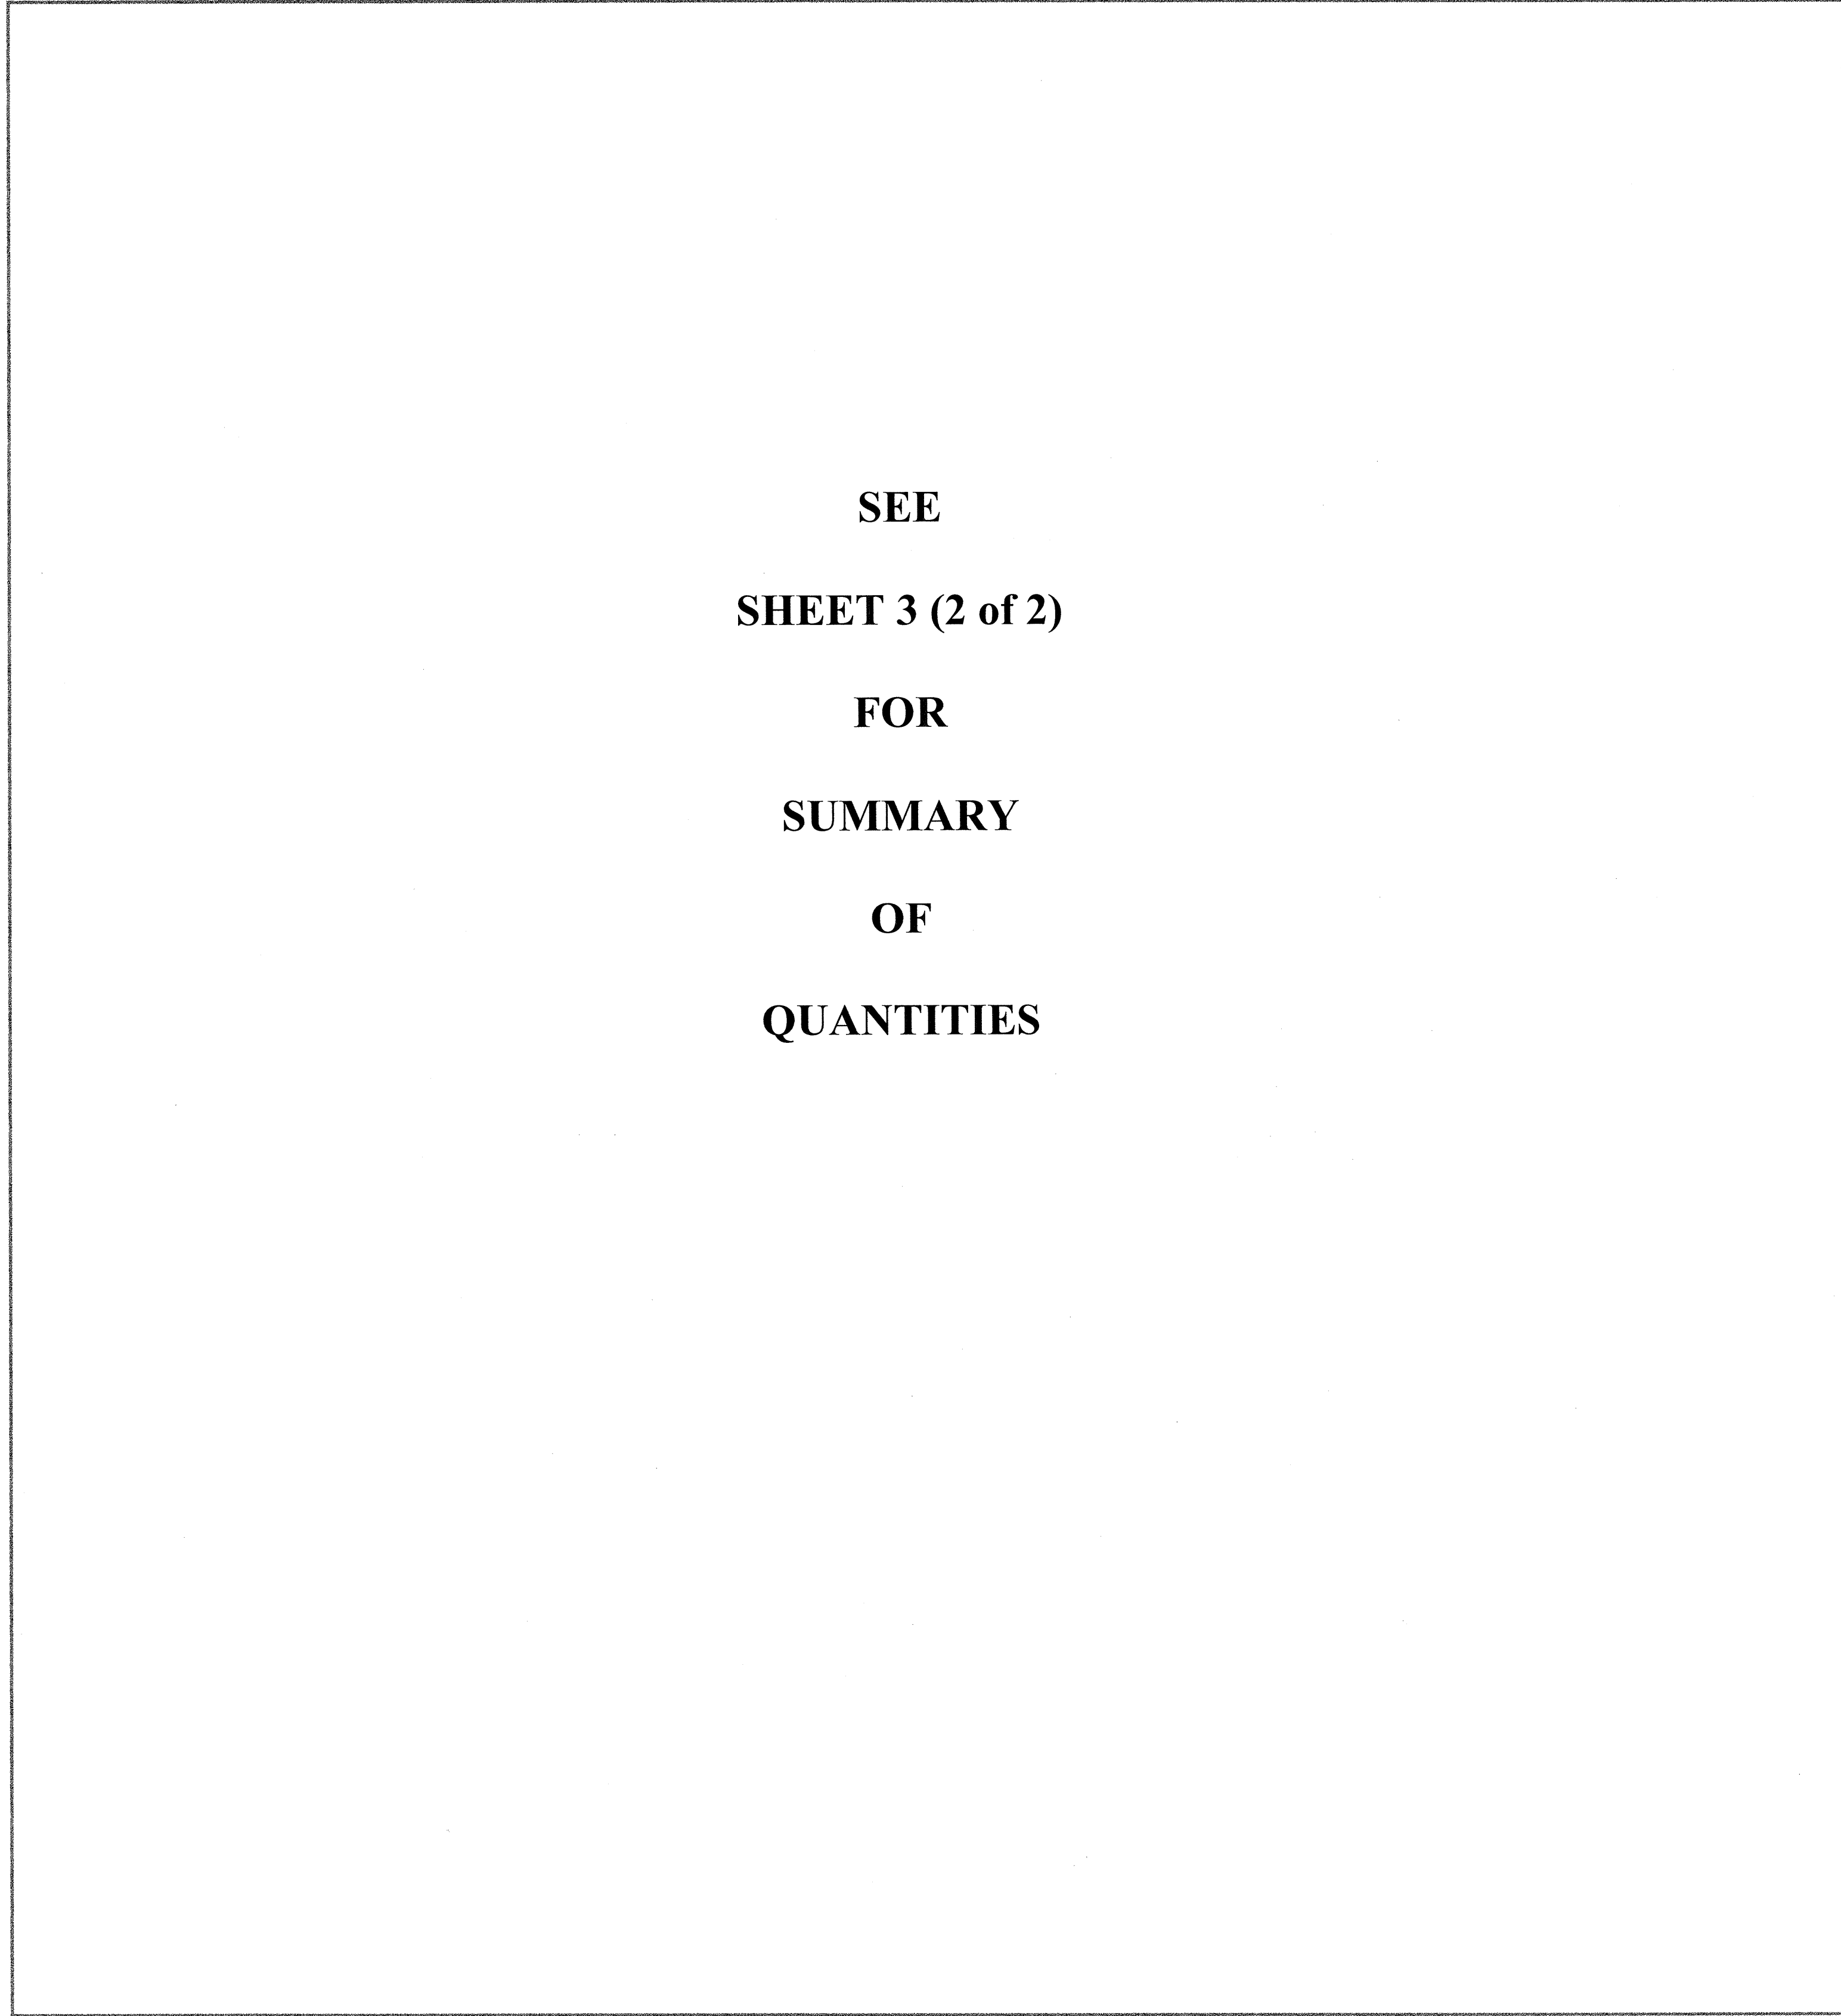 SEE
SHEET 3 (2 of 2)
FOR
SUMMARY
OF
QUANTITIES